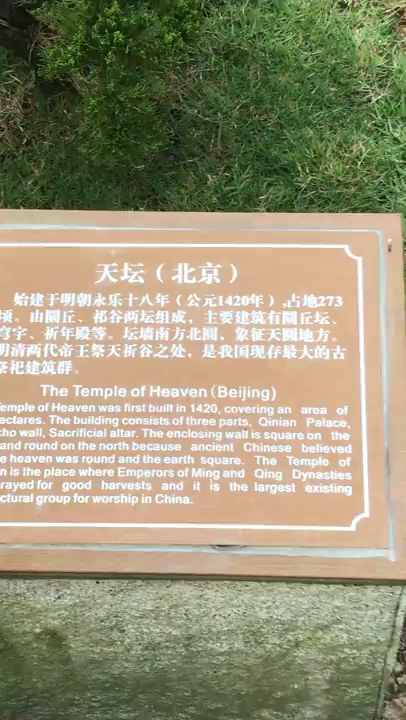 天坛（北京）
始建于明朝永乐十八年（公元1420年），占地273
顷。由圜丘、祁谷两坛组成，主要建筑有圜丘坛、
穹宇、祈年殿等。坛墙南方北圆，象征天圆地方。
明清两代帝王祭天祈谷之处，是我国现存最大的古
祭祀建筑群。
The Temple of Heaven (Beijing)
Temple of Heaven was first built in 1420, covering an area of
ectares. The building consists of three parts, Qinian Palace,
cho wall, Sacrificial altar. The enclosing wall is square on the
and round on the north because ancient Chinese believed
e heaven was round and the earth square. The Temple of
n is the place where Emperors of Ming and Qing Dynasties
rayed for good harvests and it is the largest existing
ctural group for worship in China.